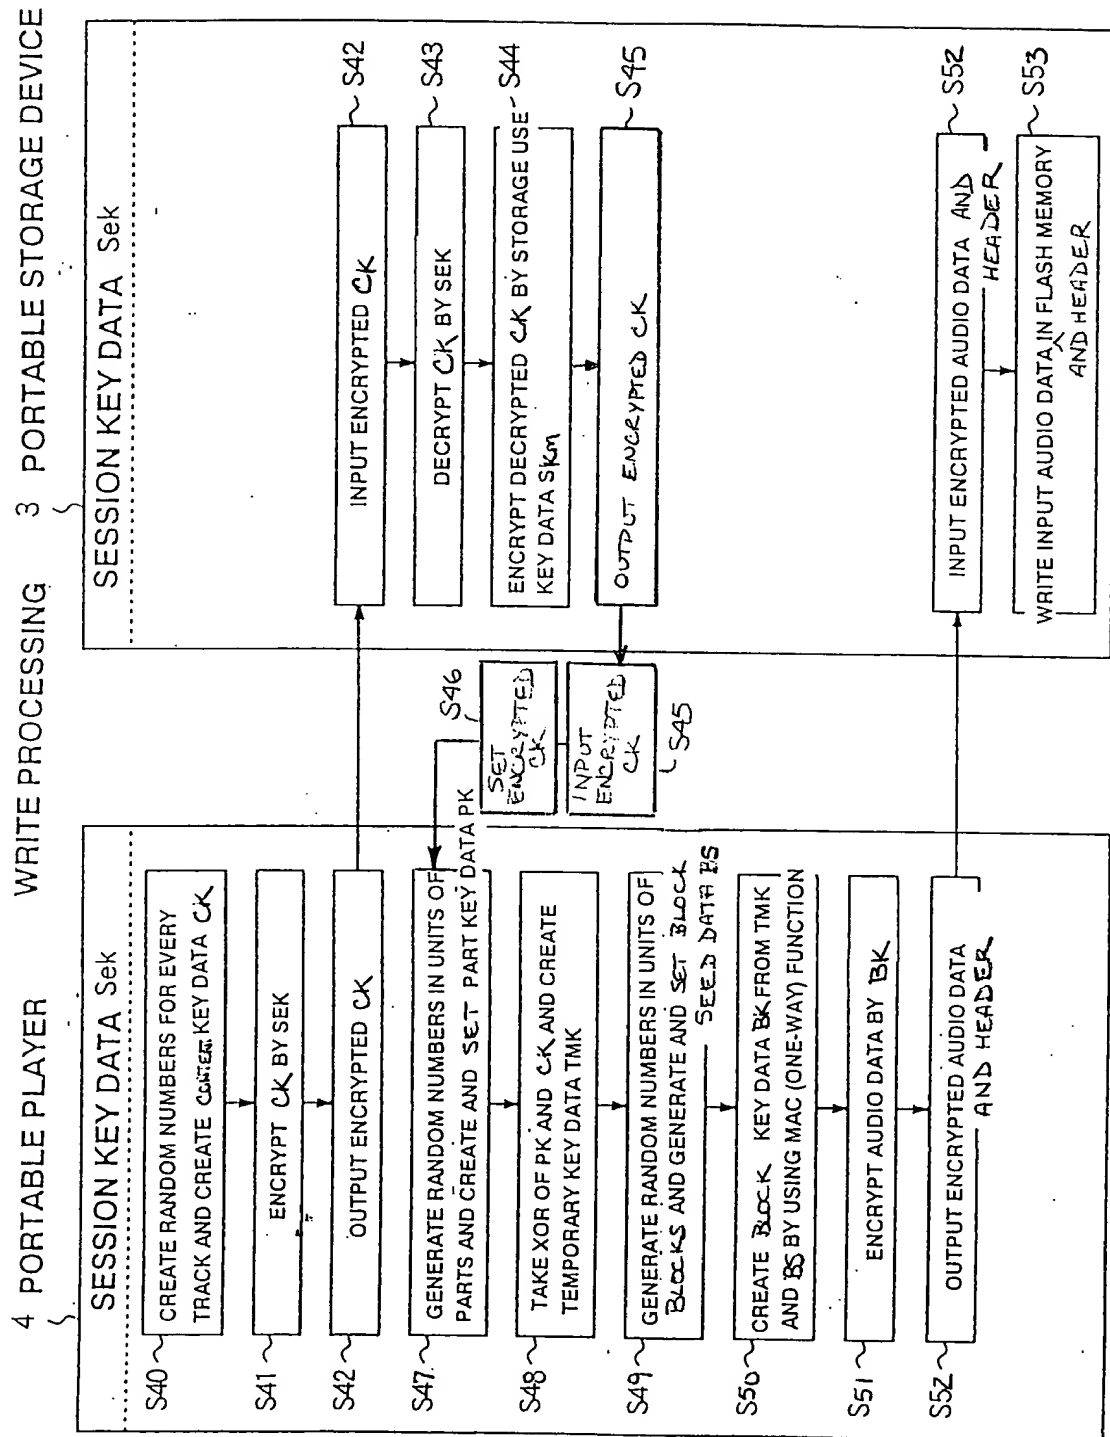 WRITE PROCESSING
4 PORTABLE PLAYER
SESSION KEY DATA Sek
S40
CREATE RANDOM NUMBERS FOR EVERY
TRACK AND CREATE CONTENT KEY DATA CK
S41
ENCRYPT CK BY SEK
S42
OUTPUT ENCRYPTED CK
S47
GENERATE RANDOM NUMBERS IN UNITS OF
PARTS AND CREATE AND SET PART KEY DATA PK
S48
TAKE XOR OF PK AND CK AND CREATE
TEMPORARY KEY DATA TMK
S49
GENERATE RANDOM NUMBERS IN UNITS OF
BLOCKS AND GENERATE AND SET BLOCK
SEED DATA BS
S50
CREATE BLOCK KEY DATA BK FROM TMK
AND BS BY USING MAC (ONE-WAY) FUNCTION
S51
ENCRYPT AUDIO DATA BY BK
S52
OUTPUT ENCRYPTED AUDIO DATA
AND HEADER
S46
SET
ENCRYPTED
CK
INPUT
ENCRYPTED
CK
S45
3 PORTABLE STORAGE DEVICE
SESSION KEY DATA Sek
INPUT ENCRYPTED CK
S42
DECRYPT CK BY SEK
S43
ENCRYPT DECRYPTED CK BY STORAGE USE
KEY DATA Skm
S44
OUTPUT ENCRYPTED CK
S45
INPUT ENCRYPTED AUDIO DATA AND
HEADER
S52
WRITE INPUT AUDIO DATA IN FLASH MEMORY
AND HEADER
S53